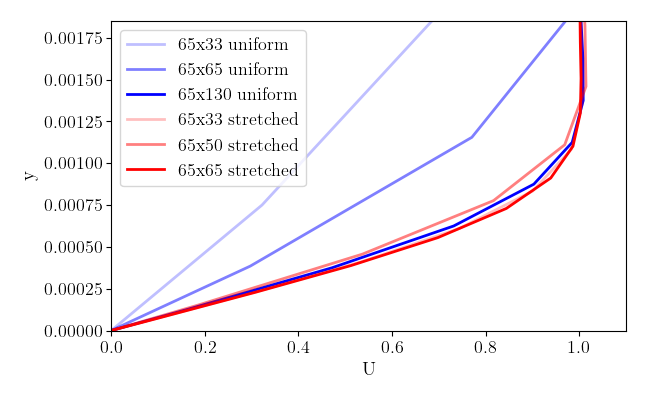 0.00175
0.00150
0.00125
0.00100
0.00075
0.00050
0.00025
0.00000
y
65x33 uniform
65x65 uniform
65x130 uniform
65x33 stretched
65x50 stretched
65x65 stretched
0.0 0.2 0.4 0.6 0.8 1.0
U